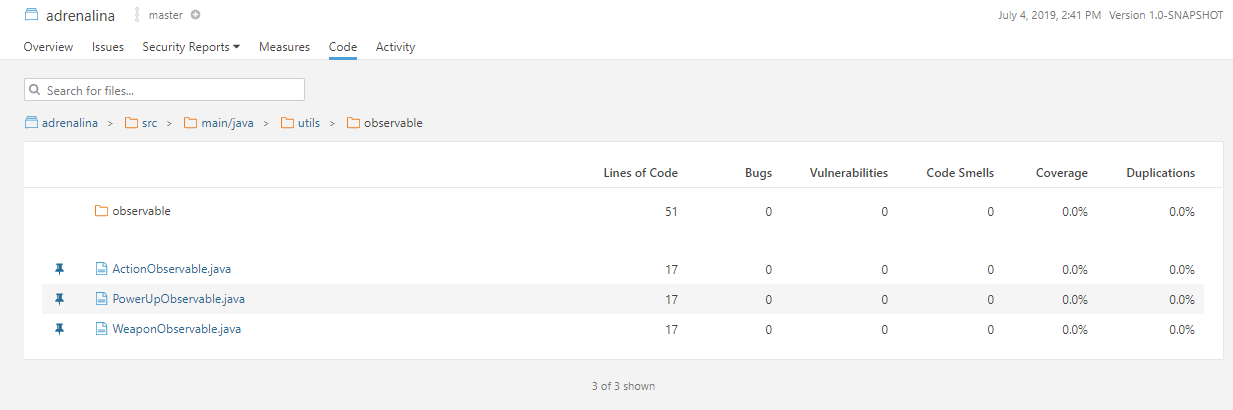 adrenalina master July 4, 2019, 2:41 PM Version 1.0-SNAPSHOT
Overview Issues Security Reports Measures Code Activity
Search for files...
adrenalina > src > main/java > utils > observable
Lines of Code Bugs Vulnerabilities Code Smells Coverage Duplications
observable 51 0 0 0 0.0% 0.0%
ActionObservable.java 17 0 0 0 0.0% 0.0%
PowerUpObservable.java 17 0 0 0 0.0% 0.0%
WeaponObservable.java 17 0 0 0 0.0% 0.0%
3 of 3 shown